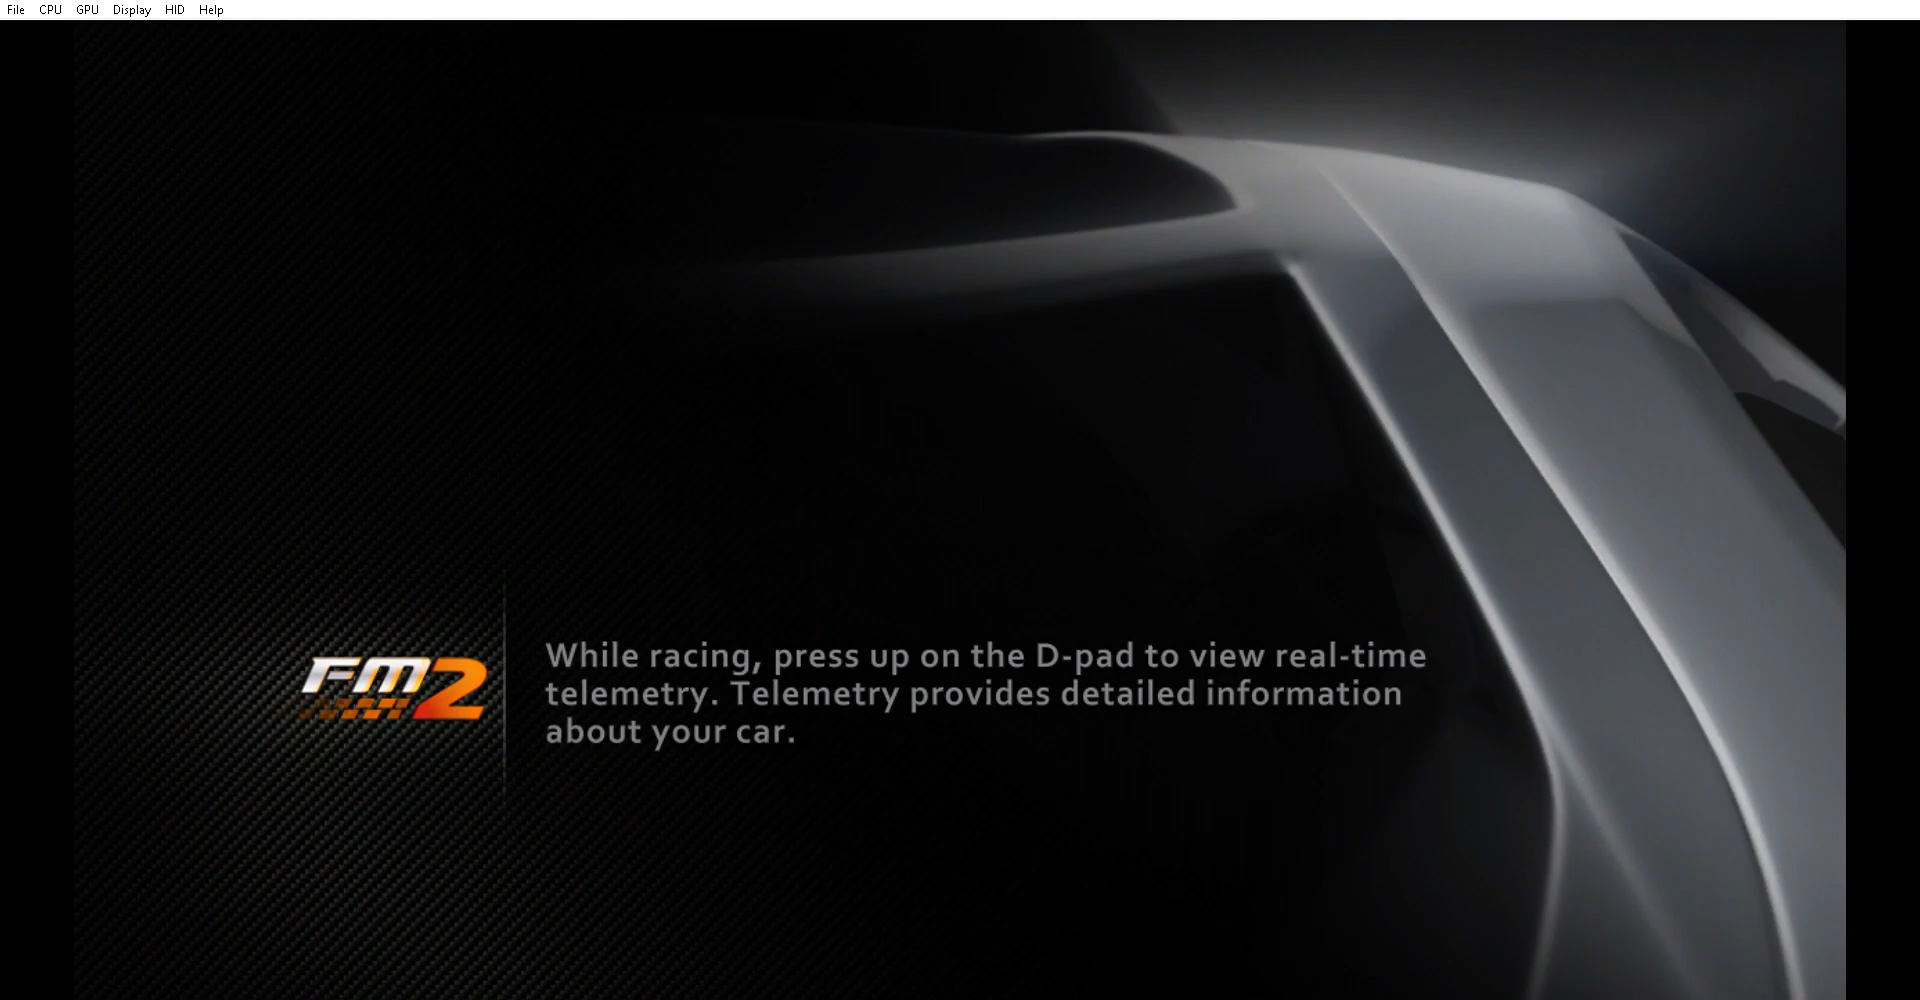 File CPU GPU Display HID Help
While racing, press up on the D-pad to view real-time
telemetry. Telemetry provides detailed information
FM2
about your car.